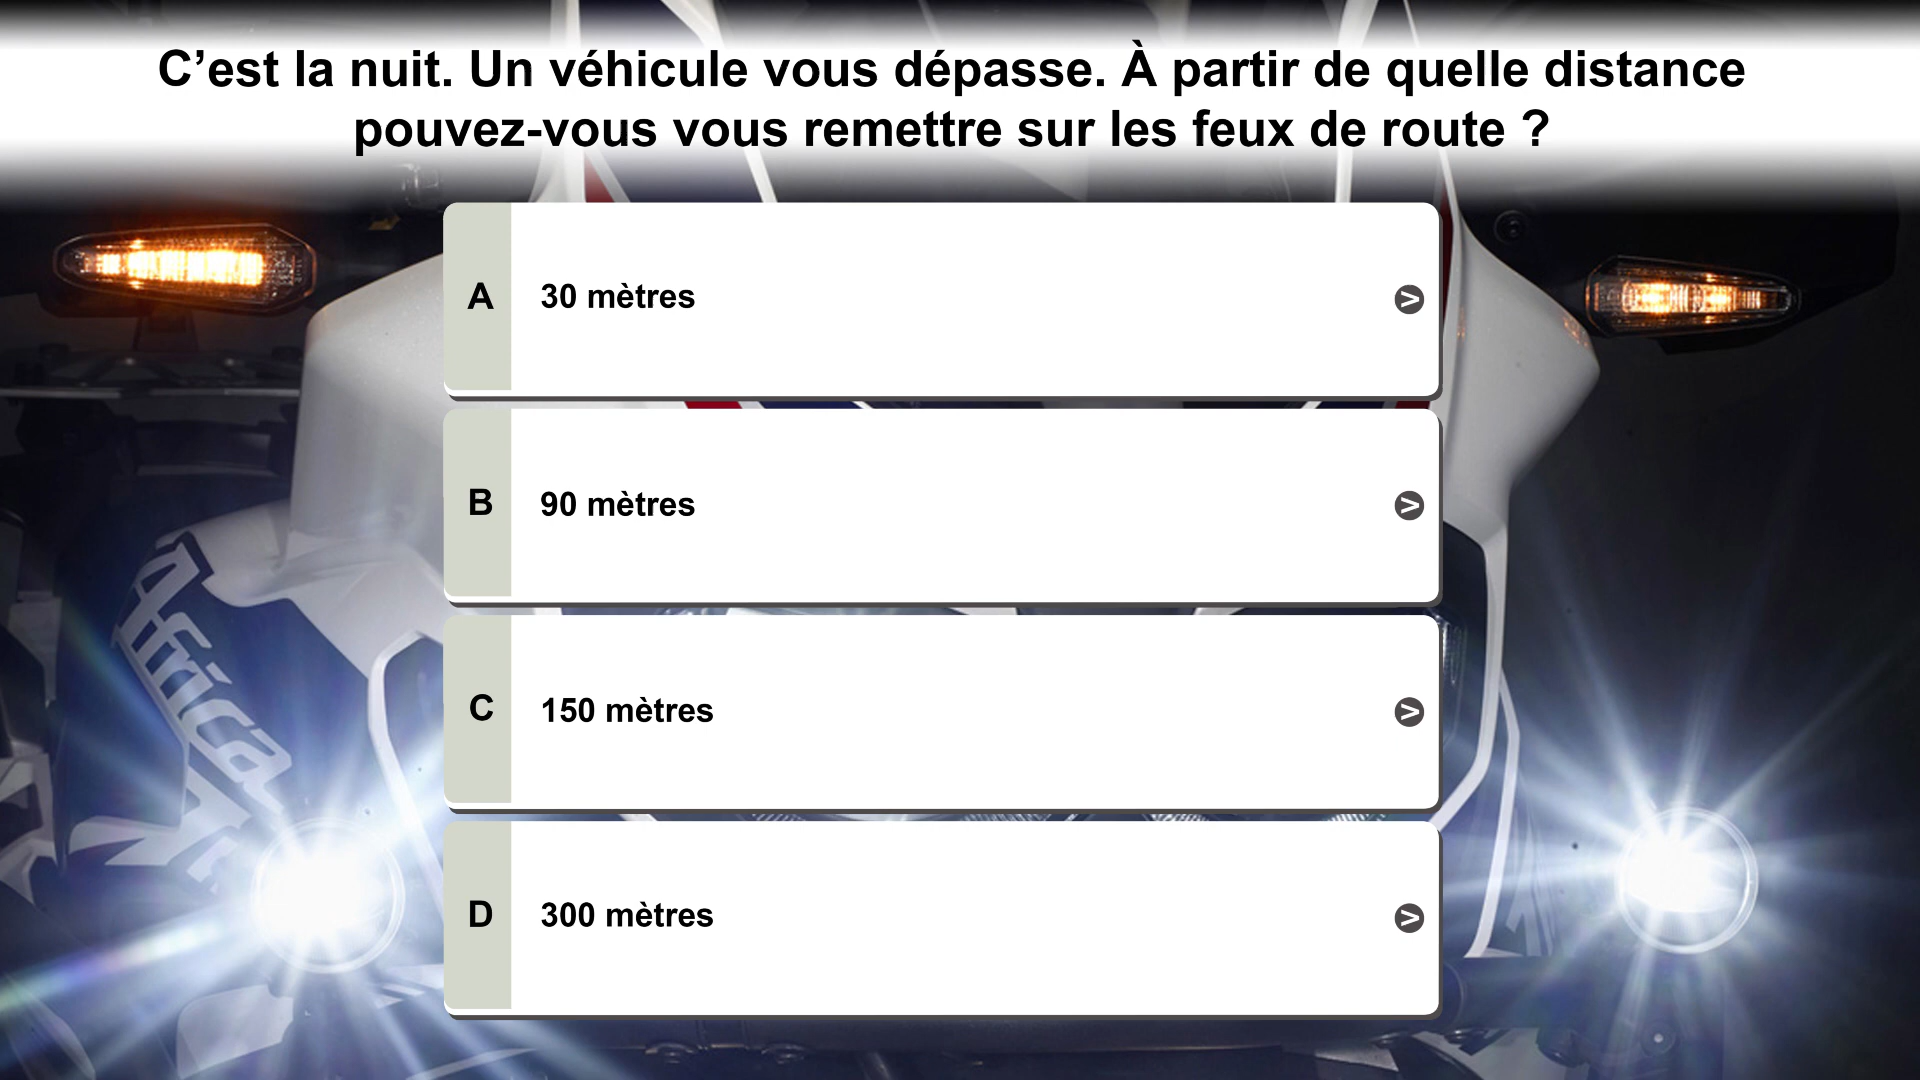 C’est la nuit. Un véhicule vous dépasse. À partir de quelle distance
pouvez-vous vous remettre sur les feux de route ?
A 30 mètres
B 90 mètres
C 150 mètres
D 300 mètres
Africa